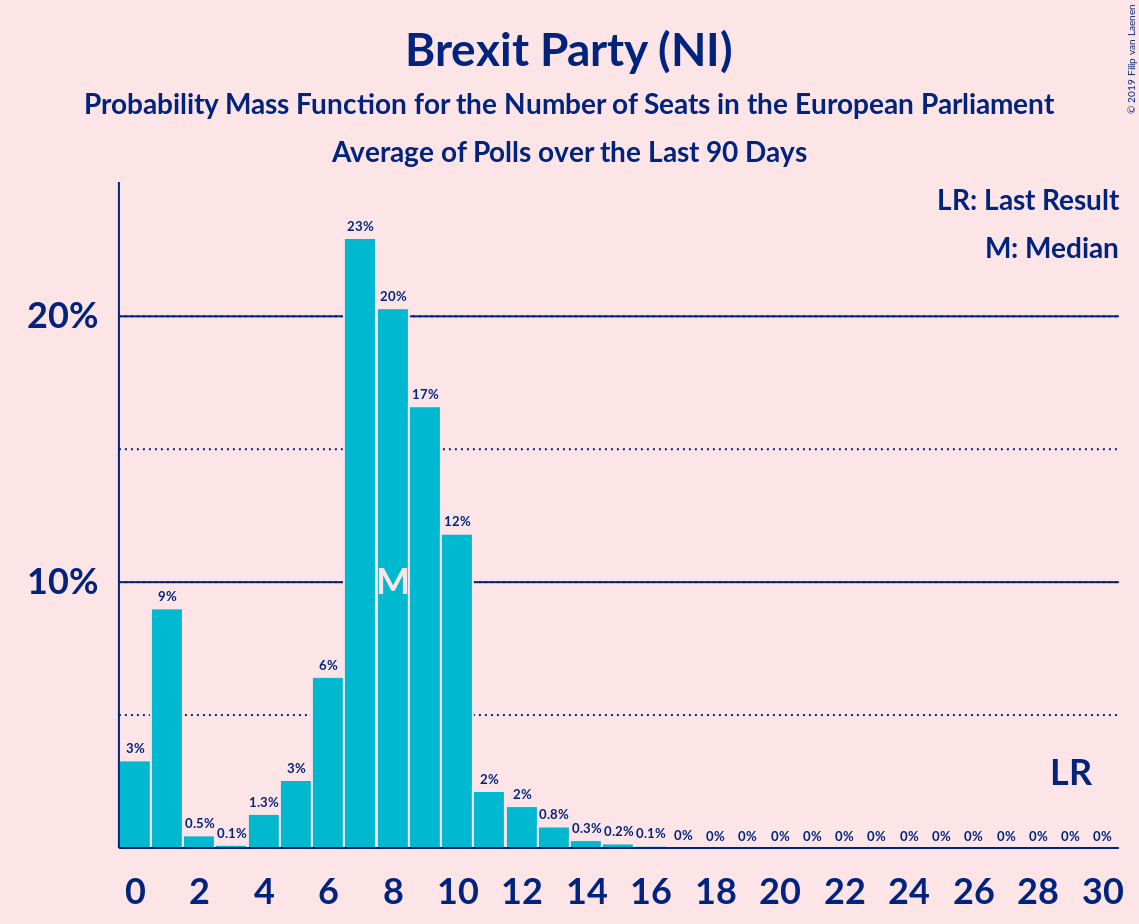 © 2019 Filip van Laenen
Brexit Party (NI)
Probability Mass Function for the Number of Seats in the European Parliament
Average of Polls over the Last 90 Days
LR: Last Result
M: Median
23%
20%
20%
17%
12%
10%
M
9%
6%
3%
3%
LR
1.3%
2%
2%
0.5%
0.1%
0.8%
0.3%
0.2%
0.1%
0% 0% 0% 0% 0% 0% 0% 0% 0% 0% 0% 0% 0% 0%
0 2 4 6 8 10 12 14 16 18 20 22 24 26 28 30